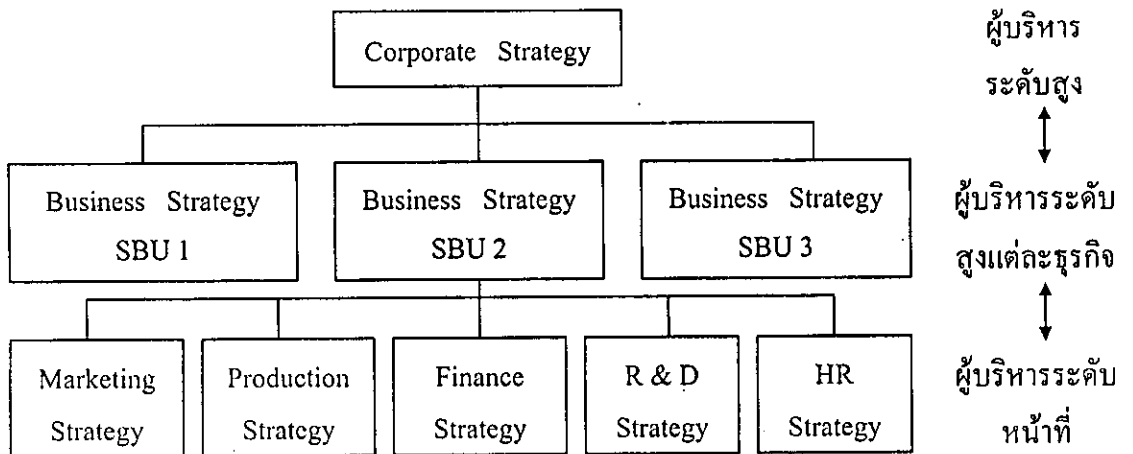 Corporate Strategy
ผู้บริหาร
ระดับสูง
Business Strategy
SBU 1
Business Strategy
SBU 2
Business Strategy
SBU 3
ผู้บริหารระดับ
สูงแต่ละธุรกิจ
Marketing
Strategy
Production
Strategy
Finance
Strategy
R & D
Strategy
HR
Strategy
ผู้บริหารระดับ
หน้าที่